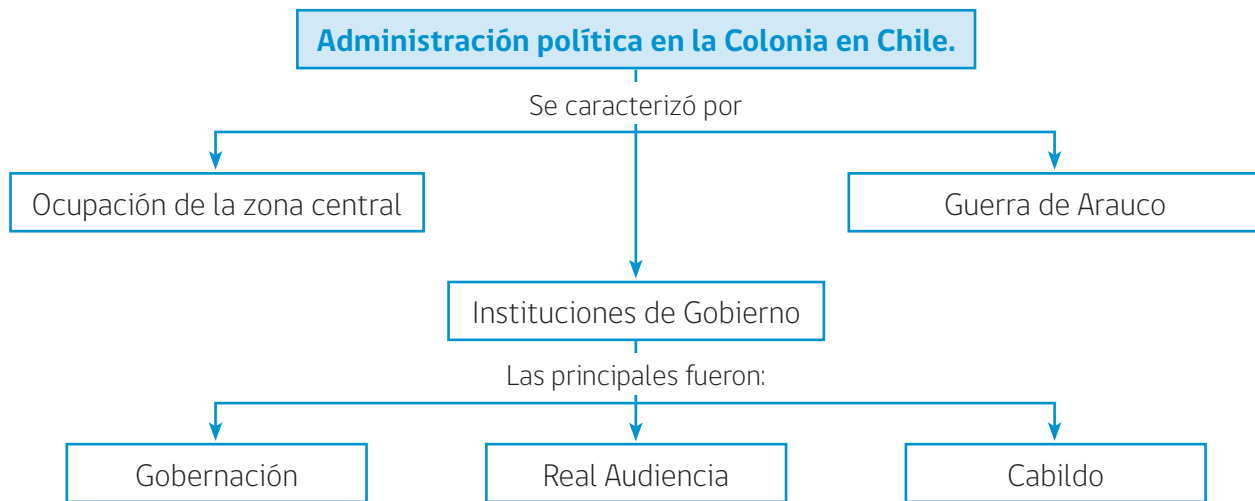 Administración política en la Colonia en Chile.
Se caracterizó por
Ocupación de la zona central
Guerra de Arauco
Instituciones de Gobierno
Las principales fueron:
Gobernación
Real Audiencia
Cabildo